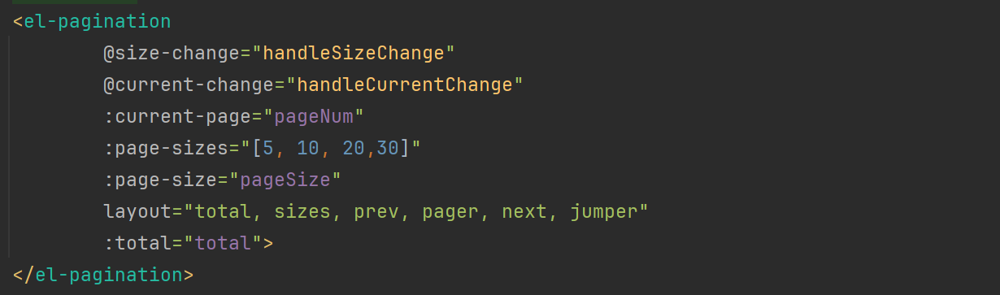 <el-pagination
@size-change="handleSizeChange"
@current-change="handleCurrentChange"
:current-page="pageNum"
:page-sizes="[5, 10, 20,30]"
:page-size="pageSize"
layout="total, sizes, prev, pager, next, jumper"
:total="total">
</el-pagination>